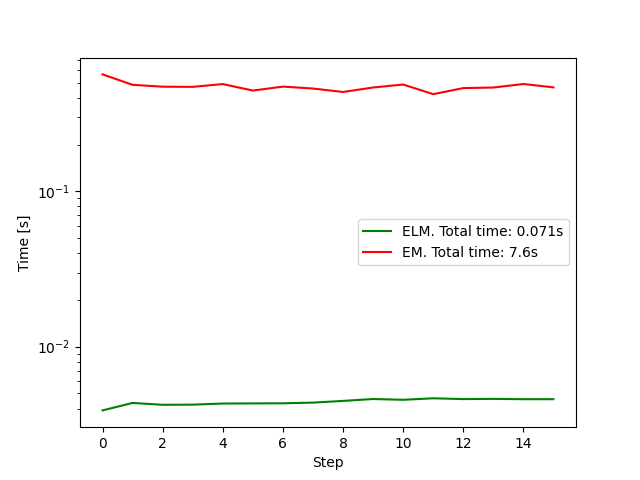 10⁻¹
10⁻²
Time [s]
ELM. Total time: 0.071s
EM. Total time: 7.6s
0 2 4 6 8 10 12 14
Step